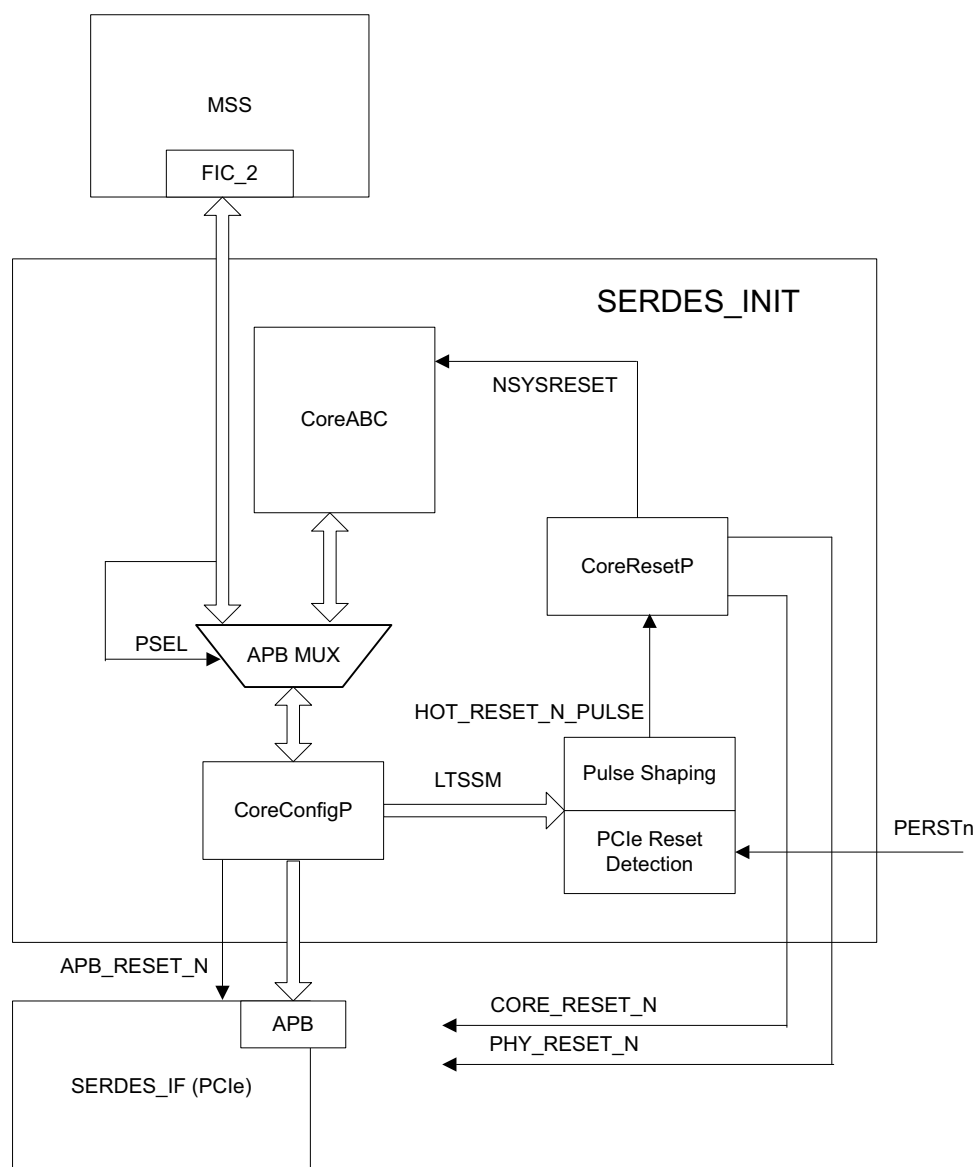 MSS
FIC_2
SERDES_INIT
NSYSRESET
CoreABC
CoreResetP
PSEL
APB MUX
HOT_RESET_N_PULSE
LTSSM
Pulse Shaping
CoreConfigP
PERSTn
PCIe Reset
Detection
APB_RESET_N
CORE_RESET_N
APB
PHY_RESET_N
SERDES_IF (PCIe)